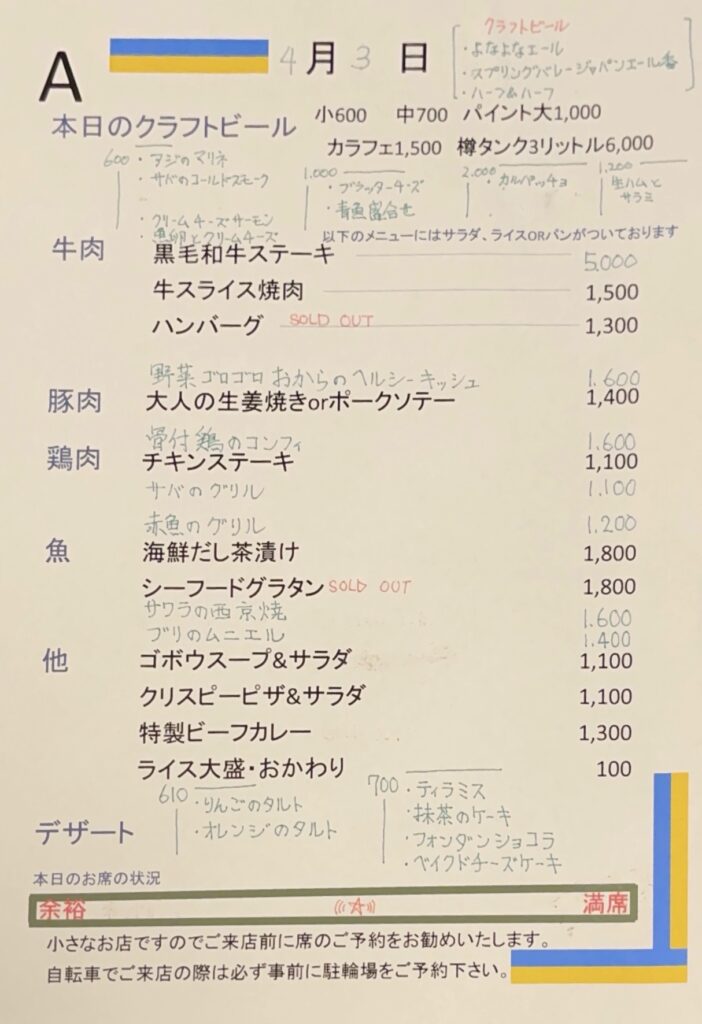 A
4月3日
クラフトビール
・よなよなエール
・スプリングバレージャパンエール香
・ハーフ&ハーフ
本日のクラフトビール 小600 中700 パイント大1,000
カラフェ1,500 樽タンク3リットル6,000
600 ・アジのマリネ
・サバのコールドスモーク
・クリームチーズサーモン
・魚卵とクリームチーズ
1.000 ・ブラッターチーズ
・青魚盛合せ
2.000 ・カルパッチョ
1.200 生ハムと
サラミ
以下のメニューにはサラダ、ライスORパンがついております
牛肉 黒毛和牛ステーキ 5.000
牛スライス焼肉 1,500
ハンバーグ SOLD OUT 1,300
野菜ゴロゴロおからのヘルシーキッシュ 1.600
豚肉 大人の生姜焼きorポークソテー 1,400
骨付鶏のコンフィ 1.600
鶏肉 チキンステーキ 1,100
サバのグリル 1.100
赤魚のグリル 1.200
魚 海鮮だし茶漬け 1,800
シーフードグラタン SOLD OUT 1,800
サワラの西京焼 1.600
ブリのムニエル 1.400
他 ゴボウスープ&サラダ 1,100
クリスピーピザ&サラダ 1,100
特製ビーフカレー 1,300
ライス大盛・おかわり 100
デザート
610 ・りんごのタルト
・オレンジのタルト
700 ・ティラミス
・抹茶のケーキ
・フォンダンショコラ
・ベイクドチーズケーキ
本日のお席の状況
余裕 満席
小さなお店ですのでご来店前に席のご予約をお勧めいたします。
自転車でご来店の際は必ず事前に駐輪場をご予約下さい。